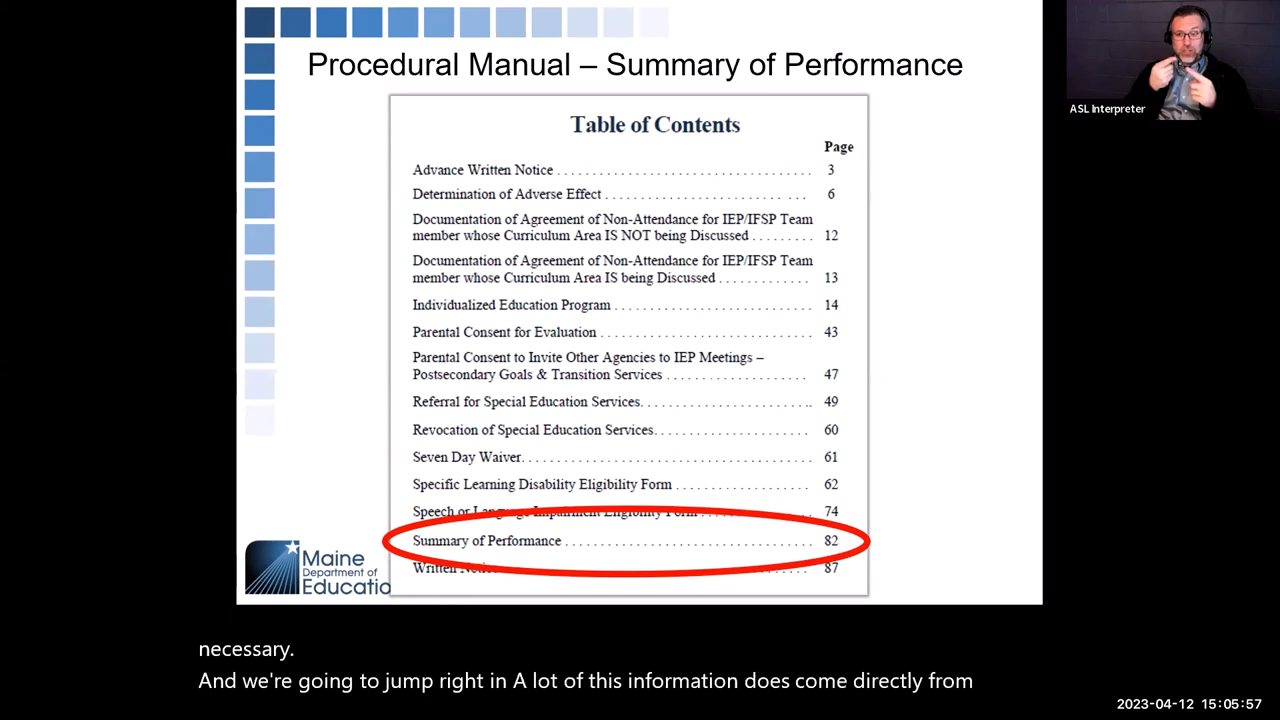 Procedural Manual – Summary of Performance
ASL Interpreter
Table of Contents
Page
Advance Written Notice . . . . . . . . . . . . . . . . . . . . . . . . . . . . . . . . . . . 3
Determination of Adverse Effect . . . . . . . . . . . . . . . . . . . . . . . . . . . . 6
Documentation of Agreement of Non-Attendance for IEP/IFSP Team
member whose Curriculum Area IS NOT being Discussed . . . . . . . . . 12
Documentation of Agreement of Non-Attendance for IEP/IFSP Team
member whose Curriculum Area IS being Discussed . . . . . . . . . . . . . 13
Individualized Education Program . . . . . . . . . . . . . . . . . . . . . . . . . . . 14
Parental Consent for Evaluation . . . . . . . . . . . . . . . . . . . . . . . . . . . . . 43
Parental Consent to Invite Other Agencies to IEP Meetings –
Postsecondary Goals & Transition Services . . . . . . . . . . . . . . . . . . . 47
Referral for Special Education Services. . . . . . . . . . . . . . . . . . . . . . . .. 49
Revocation of Special Education Services. . . . . . . . . . . . . . . . . . . . . . 60
Seven Day Waiver. . . . . . . . . . . . . . . . . . . . . . . . . . . . . . . . . . . . . . . 61
Specific Learning Disability Eligibility Form . . . . . . . . . . . . . . . . . . . 62
Speech or Language Impairment Eligibility Form . . . . . . . . . . . . . . . .. 74
Summary of Performance . . . . . . . . . . . . . . . . . . . . . . . . . . . . . . . . . . 82
Written Notice . . . . . . . . . . . . . . . . . . . . . . . . . . . . . . . . . . . . . . . . . . 87
Maine
Department of
Educatio
necessary.
And we're going to jump right in A lot of this information does come directly from
2023-04-12 15:05:57